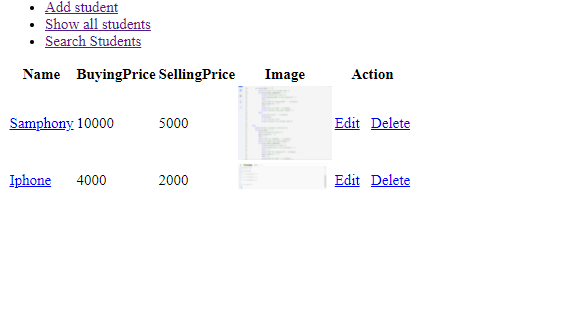 Add student
Show all students
Search Students
Name BuyingPrice SellingPrice Image Action
Samphony 10000 5000 Edit Delete
Iphone 4000 2000 Edit Delete